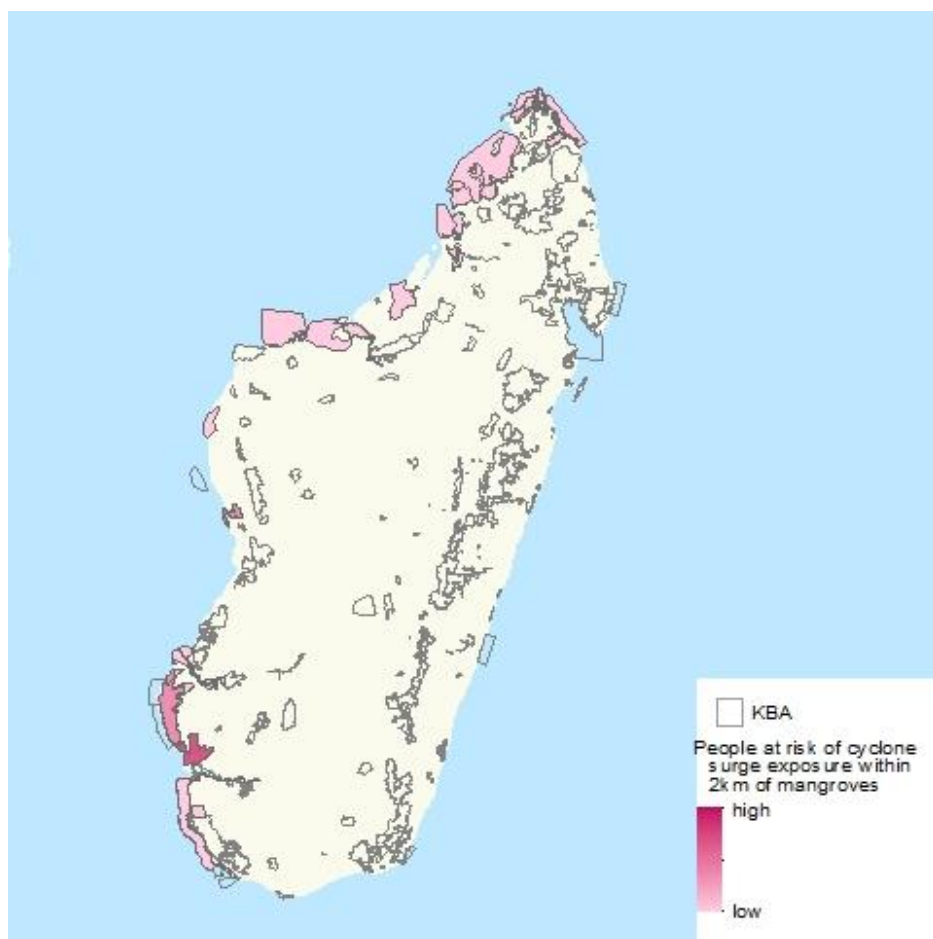 KBA
People at risk of cyclone
surge exposure within
2km of mangroves
high
low